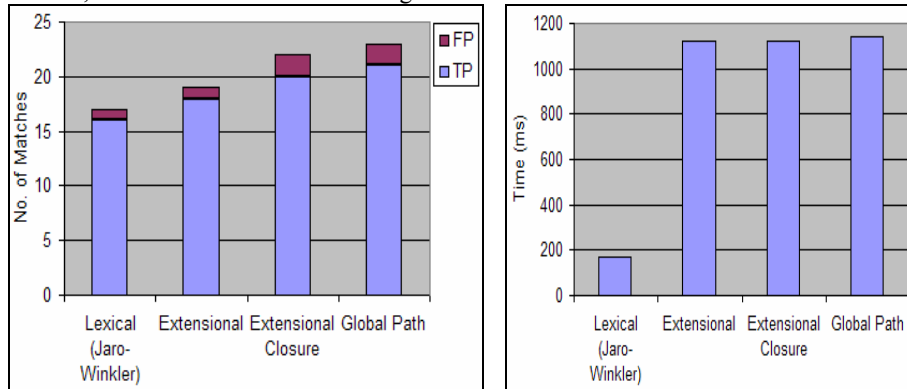 25
20
15
10
5
0
No. of Matches
FP
TP
Lexical
(Jaro-
Winkler)
Extensional
Extensional
Closure
Global Path
1200
1000
800
600
400
200
0
Time (ms)
Lexical
(Jaro-
Winkler)
Extensional
Extensional
Closure
Global Path